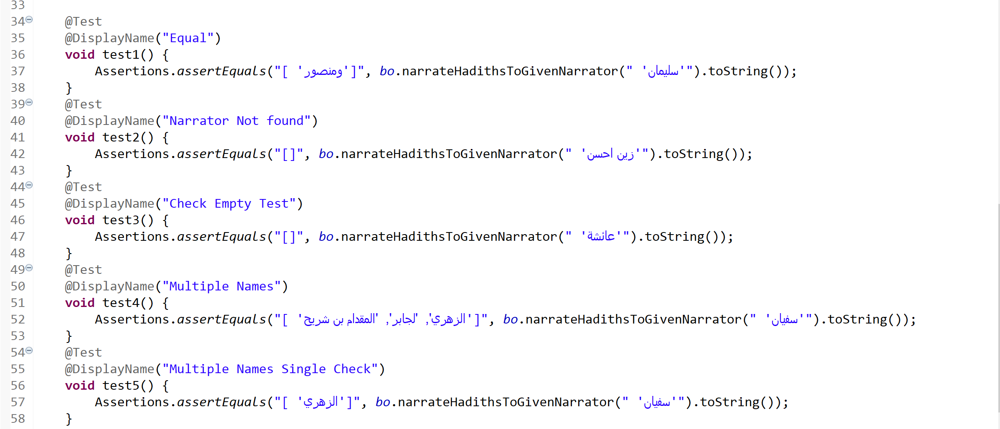 33
34 @Test
35 @DisplayName("Equal")
36 void test1() {
37 Assertions.assertEquals("[ 'ومنصور']", bo.narrateHadithsToGivenNarrator(" 'سليمان'").toString());
38 }
39 @Test
40 @DisplayName("Narrator Not found")
41 void test2() {
42 Assertions.assertEquals("[]", bo.narrateHadithsToGivenNarrator(" 'زين احسن'").toString());
43 }
44 @Test
45 @DisplayName("Check Empty Test")
46 void test3() {
47 Assertions.assertEquals("[]", bo.narrateHadithsToGivenNarrator(" 'عائشة'").toString());
48 }
49 @Test
50 @DisplayName("Multiple Names")
51 void test4() {
52 Assertions.assertEquals("[ 'الزهري', 'لجابر', 'المقدام بن شريح']", bo.narrateHadithsToGivenNarrator(" 'سفيان'").toString());
53 }
54 @Test
55 @DisplayName("Multiple Names Single Check")
56 void test5() {
57 Assertions.assertEquals("[ 'الزهري']", bo.narrateHadithsToGivenNarrator(" 'سفيان'").toString());
58 }